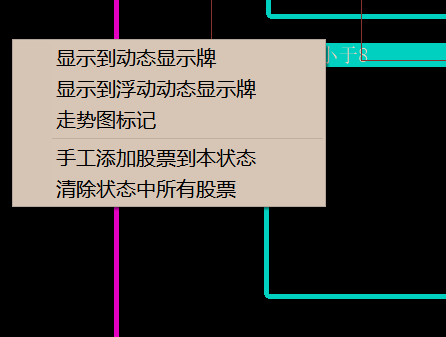 显示到动态显示牌
小于8
显示到浮动动态显示牌
走势图标记
手工添加股票到本状态
清除状态中所有股票